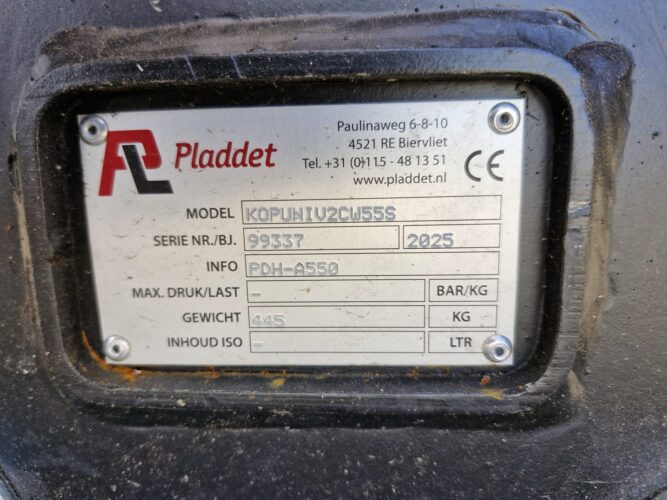 PL Pladdet
Paulinaweg 6-8-10
4521 RE Biervliet
Tel. +31 (0)115 - 48 13 51
www.pladdet.nl
CE
MODEL KOPUNIV2CW55S
SERIE NR./BJ. 99337 2025
INFO PDH-A550
MAX. DRUK/LAST - BAR/KG
GEWICHT 445 KG
INHOUD ISO - LTR